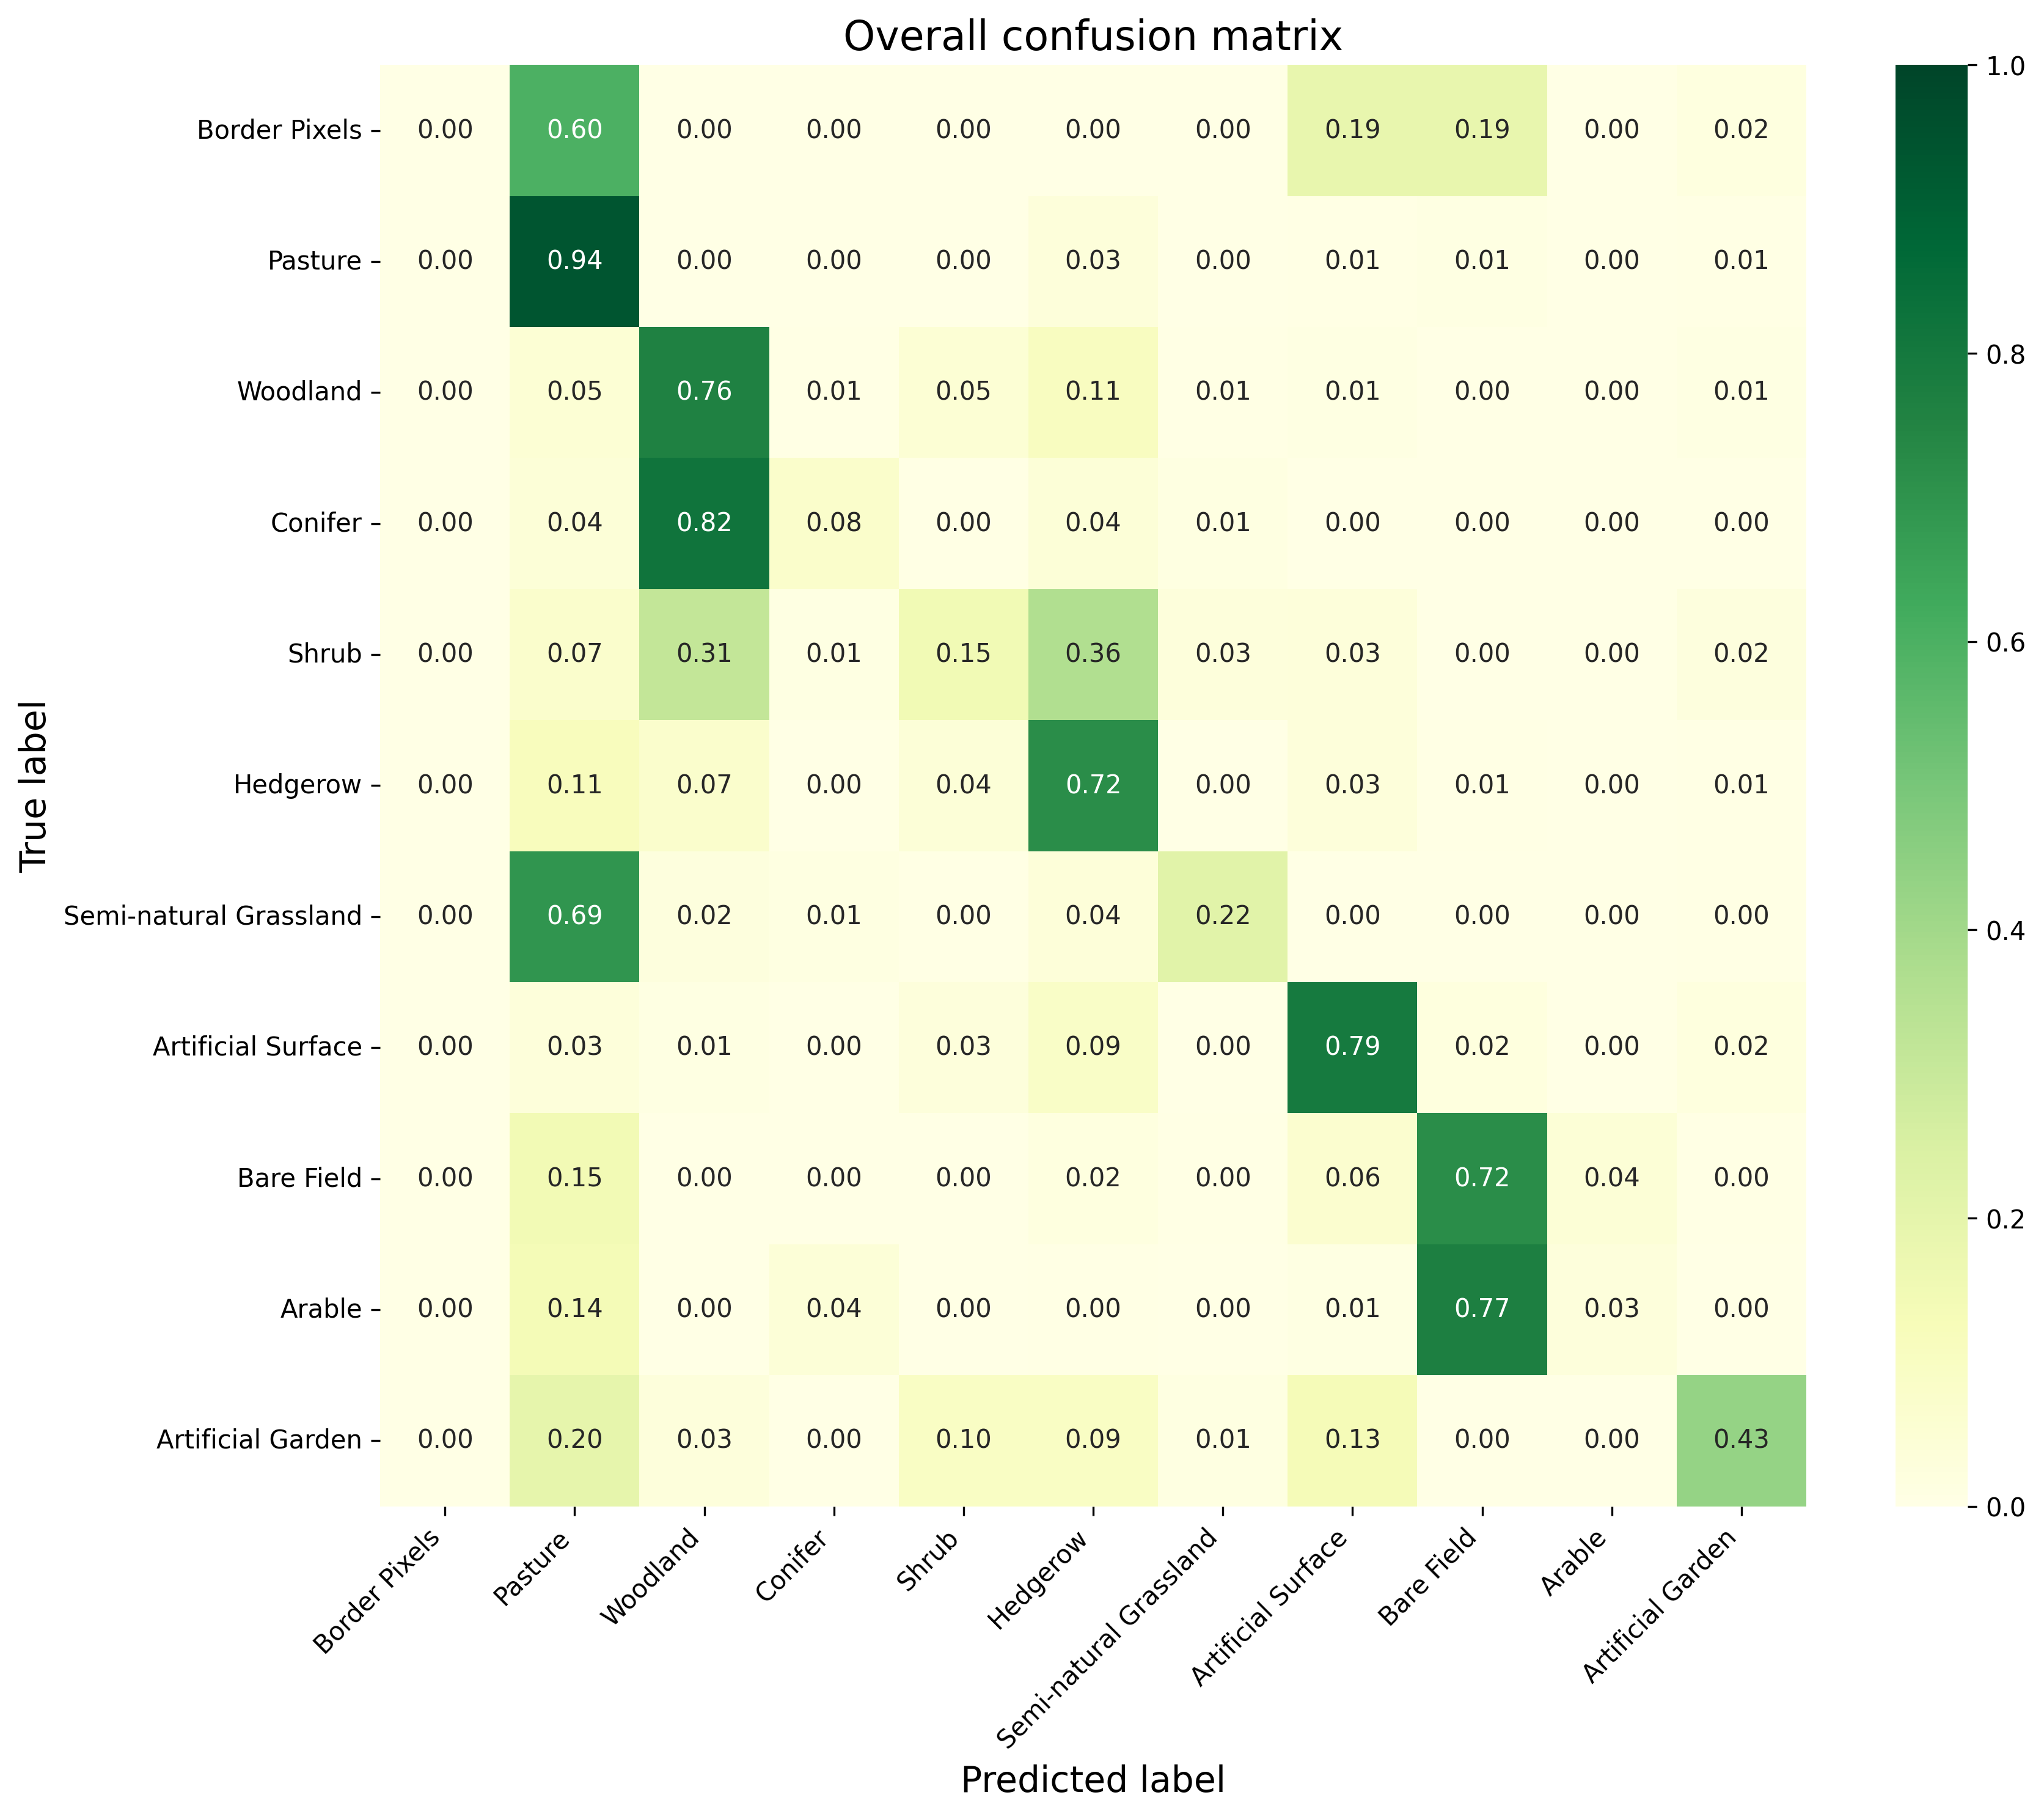 Overall confusion matrix
Border Pixels 0.00 0.60 0.00 0.00 0.00 0.00 0.00 0.19 0.19 0.00 0.02
Pasture 0.00 0.94 0.00 0.00 0.00 0.03 0.00 0.01 0.01 0.00 0.01
Woodland 0.00 0.05 0.76 0.01 0.05 0.11 0.01 0.01 0.00 0.00 0.01
Conifer 0.00 0.04 0.82 0.08 0.00 0.04 0.01 0.00 0.00 0.00 0.00
Shrub 0.00 0.07 0.31 0.01 0.15 0.36 0.03 0.03 0.00 0.00 0.02
Hedgerow 0.00 0.11 0.07 0.00 0.04 0.72 0.00 0.03 0.01 0.00 0.01
Semi-natural Grassland 0.00 0.69 0.02 0.01 0.00 0.04 0.22 0.00 0.00 0.00 0.00
Artificial Surface 0.00 0.03 0.01 0.00 0.03 0.09 0.00 0.79 0.02 0.00 0.02
Bare Field 0.00 0.15 0.00 0.00 0.00 0.02 0.00 0.06 0.72 0.04 0.00
Arable 0.00 0.14 0.00 0.04 0.00 0.00 0.00 0.01 0.77 0.03 0.00
Artificial Garden 0.00 0.20 0.03 0.00 0.10 0.09 0.01 0.13 0.00 0.00 0.43
True label
Border Pixels
Pasture
Woodland
Conifer
Shrub
Hedgerow
Semi-natural Grassland
Artificial Surface
Bare Field
Arable
Artificial Garden
Predicted label
1.0
0.8
0.6
0.4
0.2
0.0